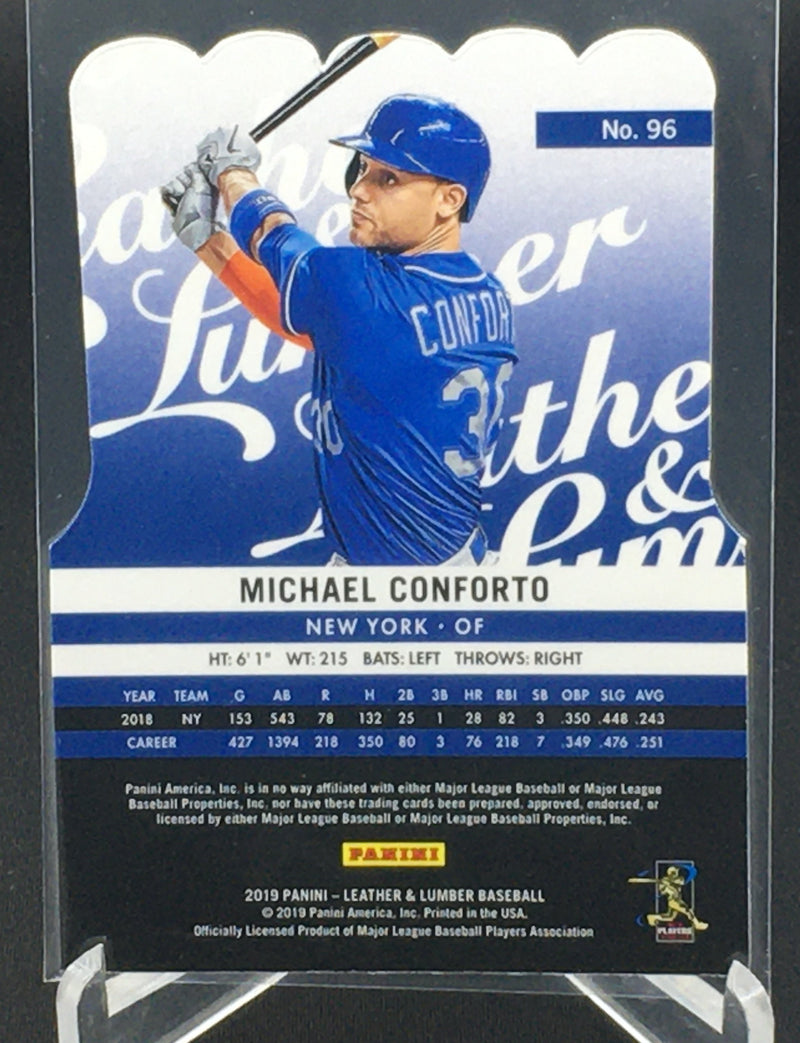 No. 96
Leather
& Lumber
Leather
& Lum
CONFOR
30
30
MICHAEL CONFORTO
NEW YORK • OF
HT: 6' 1" WT: 215 BATS: LEFT THROWS: RIGHT
YEAR TEAM G AB R H 2B 3B HR RBI SB OBP SLG AVG
2018 NY 153 543 78 132 25 1 28 82 3 .350 .448 .243
CAREER 427 1394 218 350 80 3 76 218 7 .349 .476 .251
Panini America, Inc. is in no way affiliated with either Major League Baseball or Major League
Baseball Properties, Inc. nor have these trading cards been prepared, approved, endorsed, or
licensed by either Major League Baseball or Major League Baseball Properties, Inc.
PANINI
2019 PANINI – LEATHER & LUMBER BASEBALL
© 2019 Panini America, Inc. Printed in the USA.
Officially Licensed Product of Major League Baseball Players Association
PLAYERS